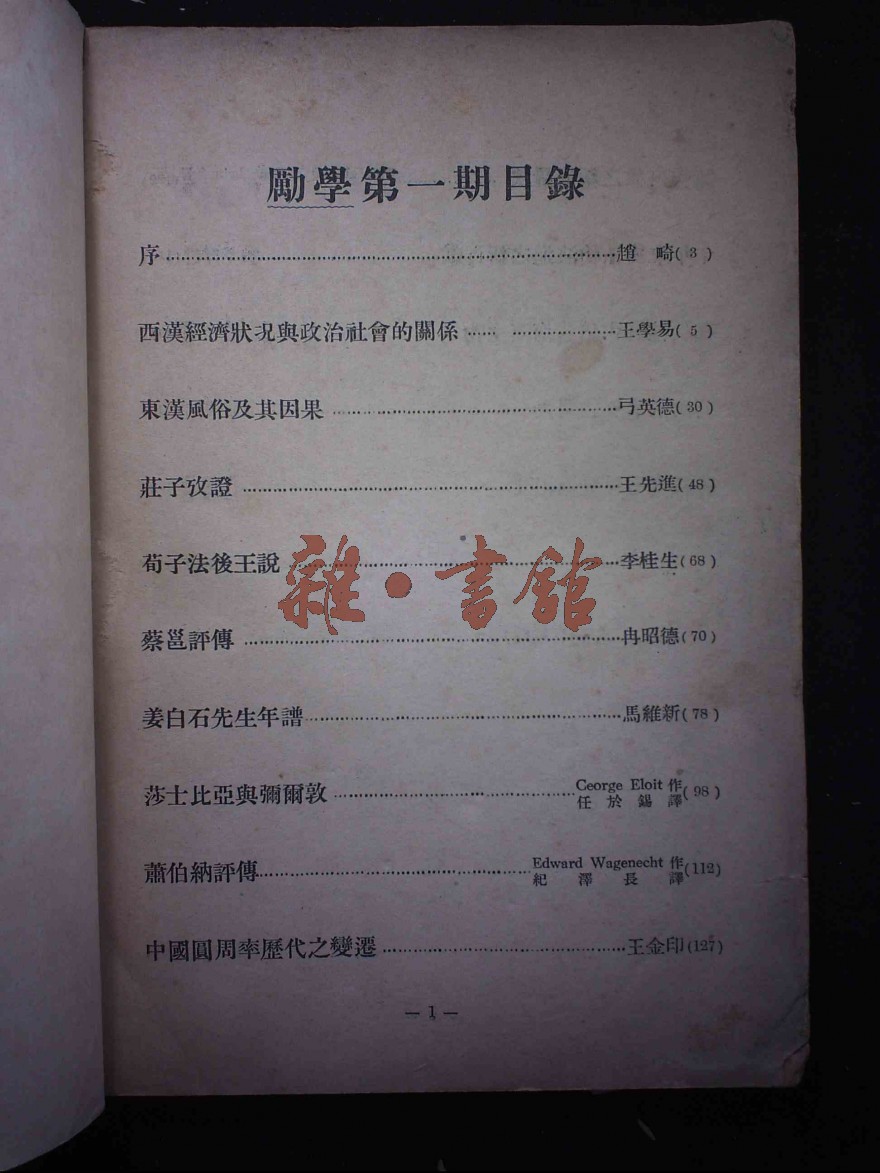 勵學第一期目錄
序……趙 畸( 3 )
西漢經濟狀況與政治社會的關係……王學易( 5 )
東漢風俗及其因果……弓英德( 30 )
莊子攷證……王先進( 48 )
荀子法後王說……李桂生( 68 )
蔡邕評傳……冉昭德( 70 )
姜白石先生年譜……馬維新( 78 )
莎士比亞與彌爾敦……Ceorge Eloit 作 任於錫譯( 98 )
蕭伯納評傳……Edward Wagenecht 作 紀澤長譯(112)
中國圓周率歷代之變遷……王金印(127)
— 1 —
雜·書館